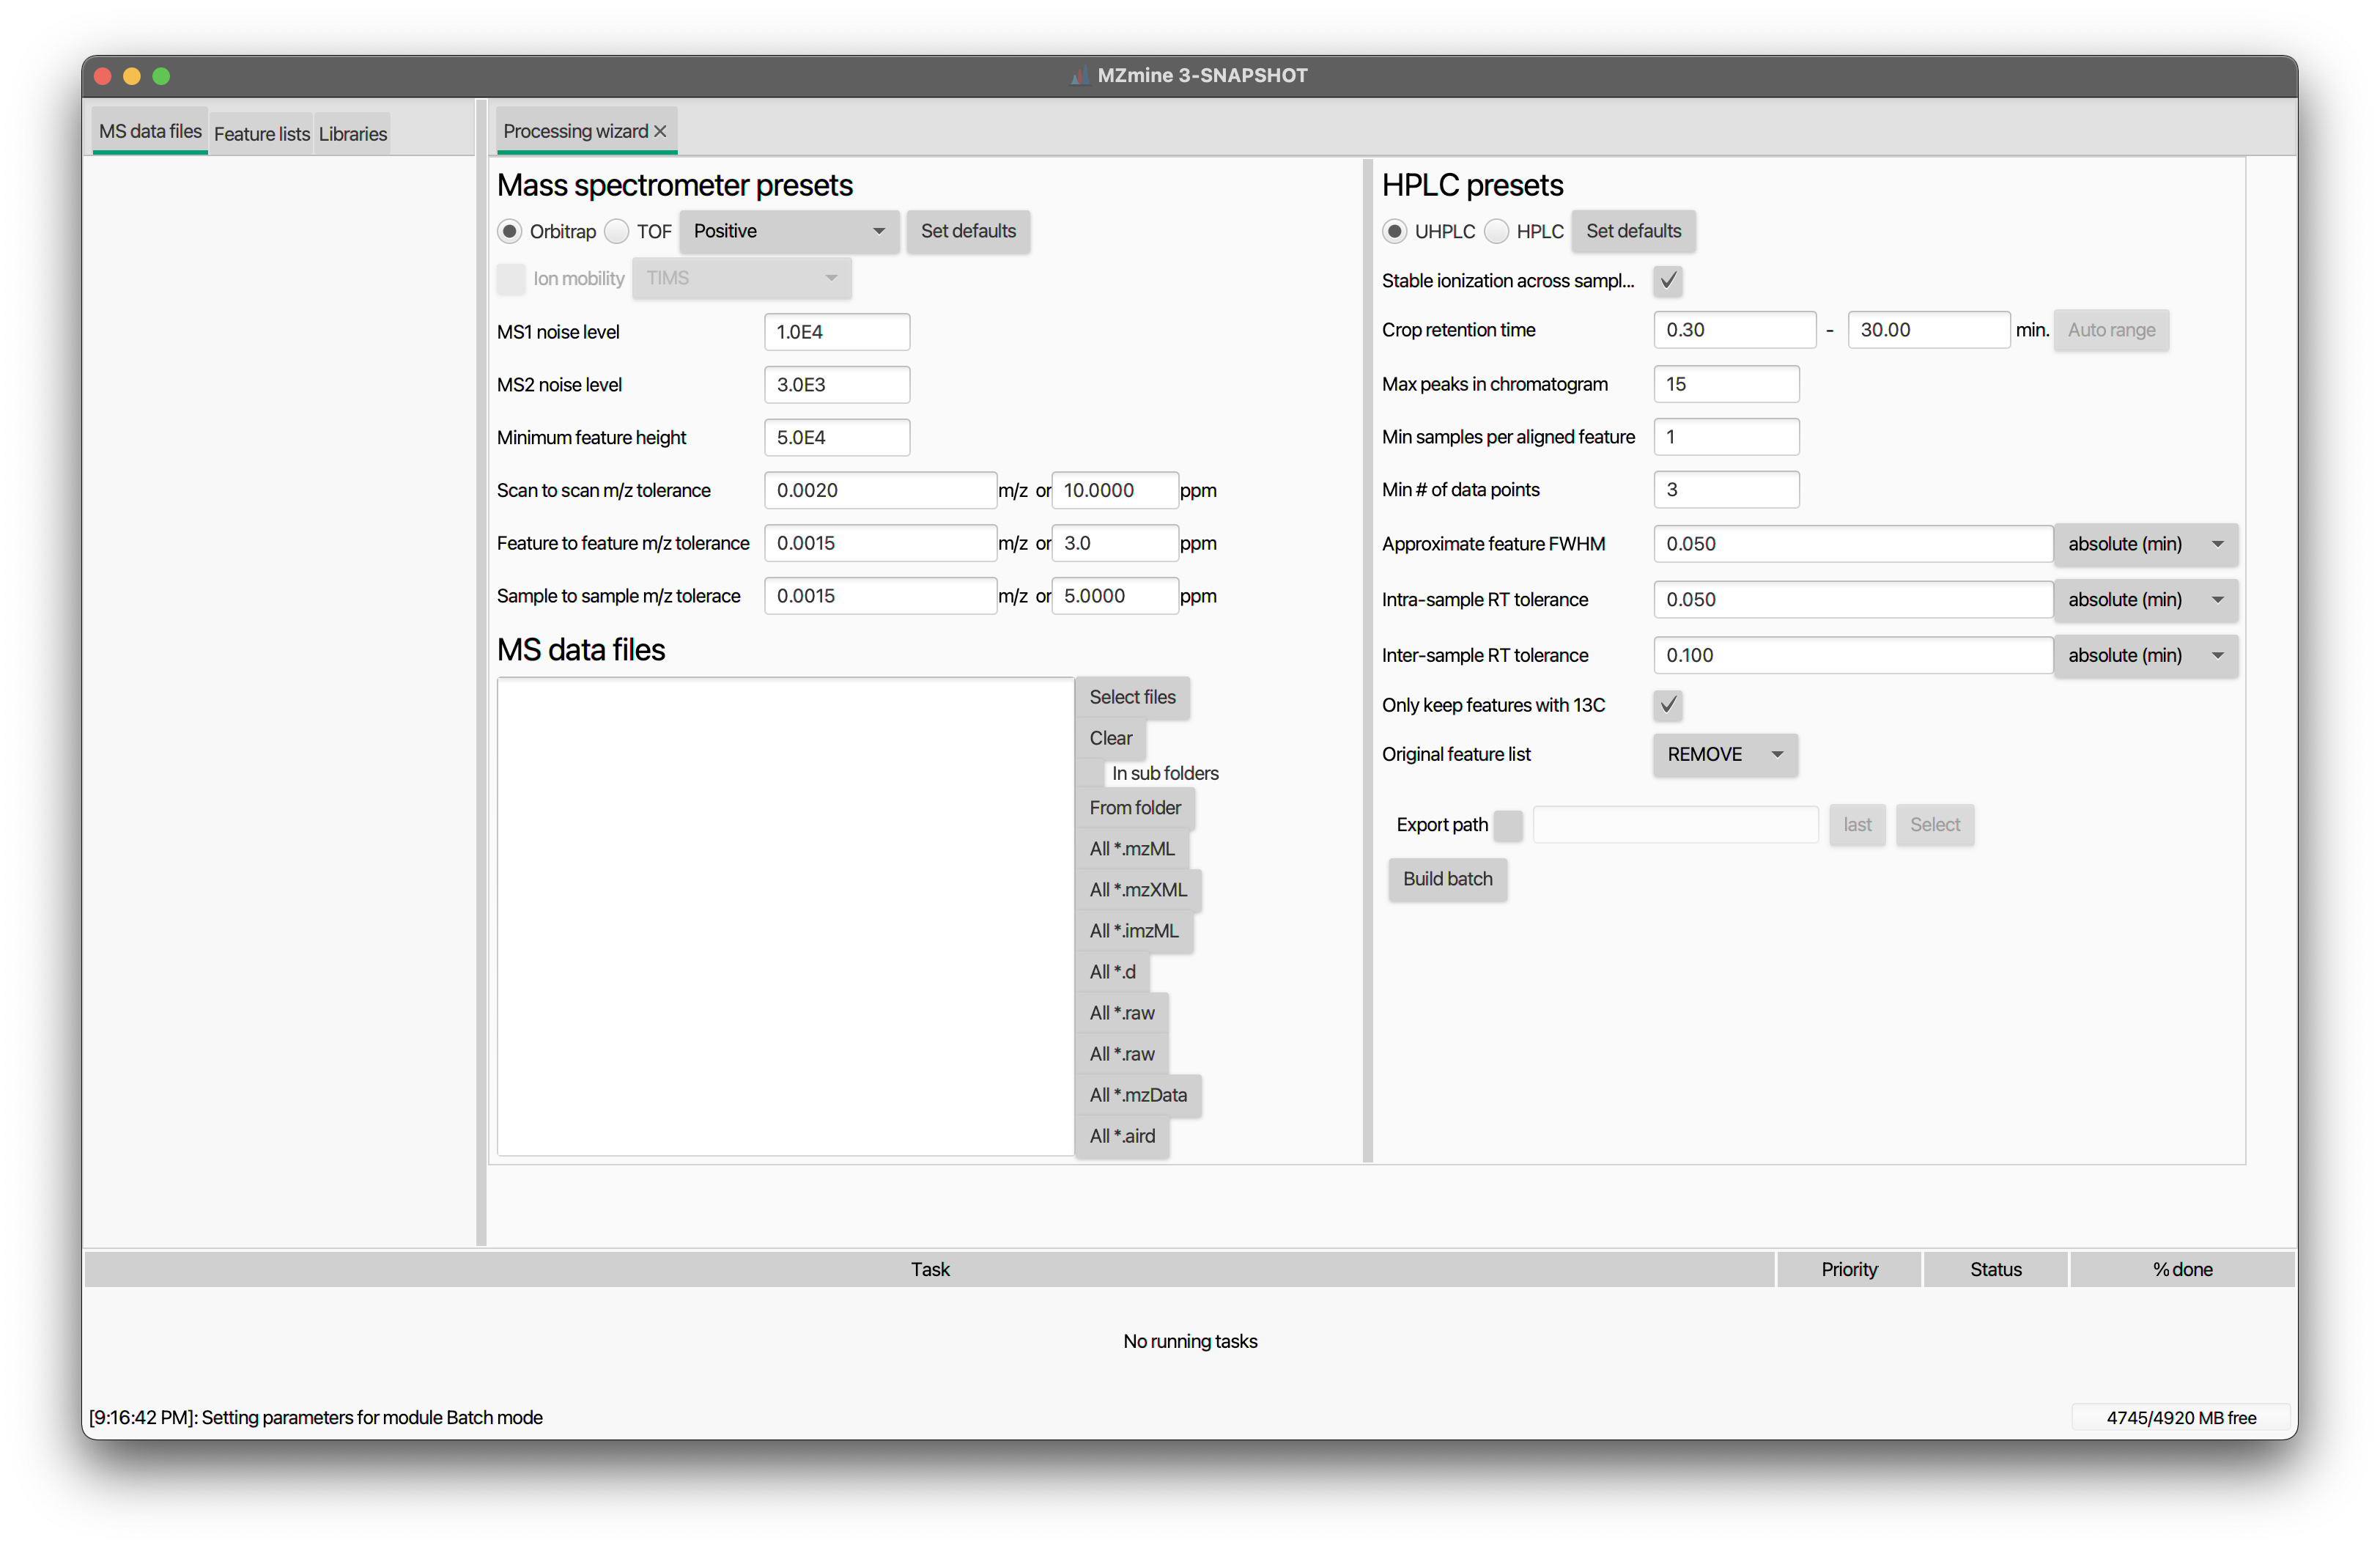 MZmine 3-SNAPSHOT
MS data files Feature lists Libraries
Processing wizard
Mass spectrometer presets
Orbitrap TOF Positive Set defaults
Ion mobility TIMS
MS1 noise level 1.0E4
MS2 noise level 3.0E3
Minimum feature height 5.0E4
Scan to scan m/z tolerance 0.0020 m/z or 10.0000 ppm
Feature to feature m/z tolerance 0.0015 m/z or 3.0 ppm
Sample to sample m/z tolerace 0.0015 m/z or 5.0000 ppm
MS data files
Select files
Clear
In sub folders
From folder
All *.mzML
All *.mzXML
All *.imzML
All *.d
All *.raw
All *.raw
All *.mzData
All *.aird
HPLC presets
UHPLC HPLC Set defaults
Stable ionization across sampl...
Crop retention time 0.30 - 30.00 min. Auto range
Max peaks in chromatogram 15
Min samples per aligned feature 1
Min # of data points 3
Approximate feature FWHM 0.050 absolute (min)
Intra-sample RT tolerance 0.050 absolute (min)
Inter-sample RT tolerance 0.100 absolute (min)
Only keep features with 13C
Original feature list REMOVE
Export path last Select
Build batch
Task Priority Status % done
No running tasks
[9:16:42 PM]: Setting parameters for module Batch mode
4745/4920 MB free